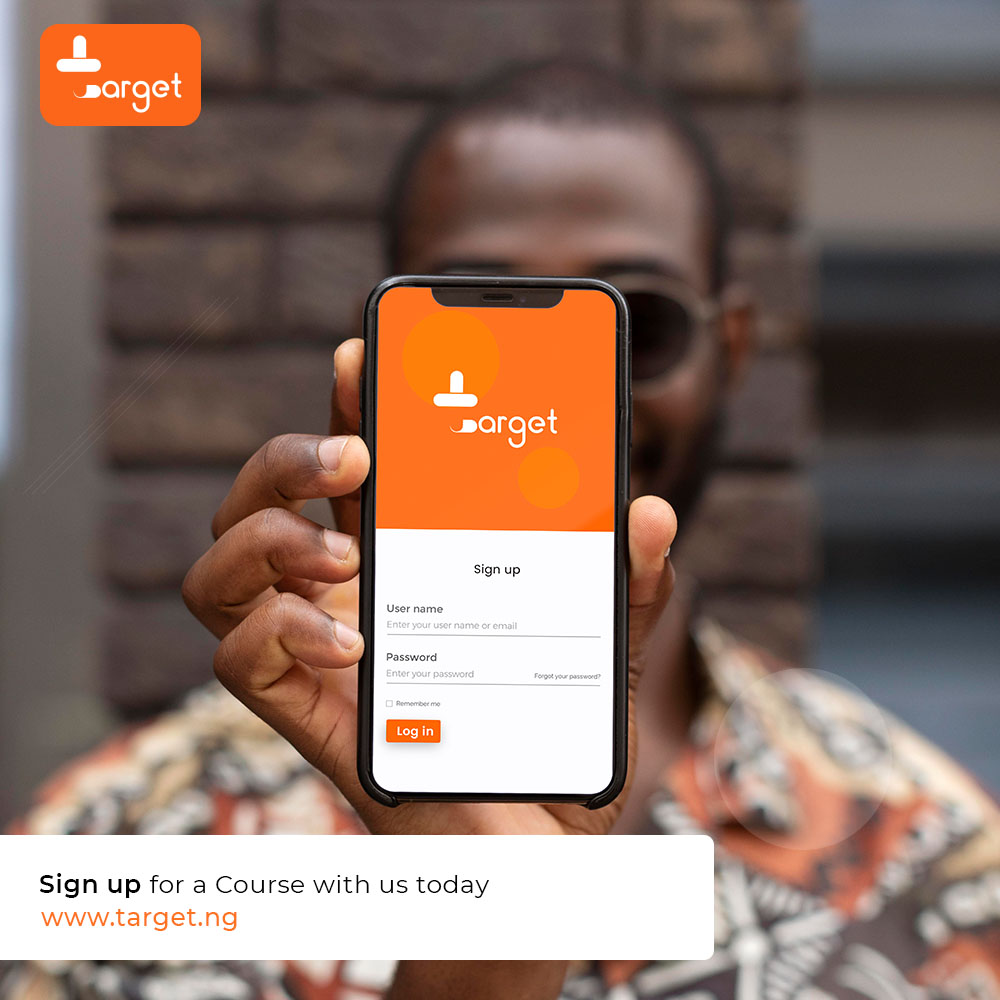 target
target
Sign up
User name
Enter your user name or email
Password
Enter your password
Forgot your password?
Remember me
Log in
Sign up for a Course with us today
www.target.ng